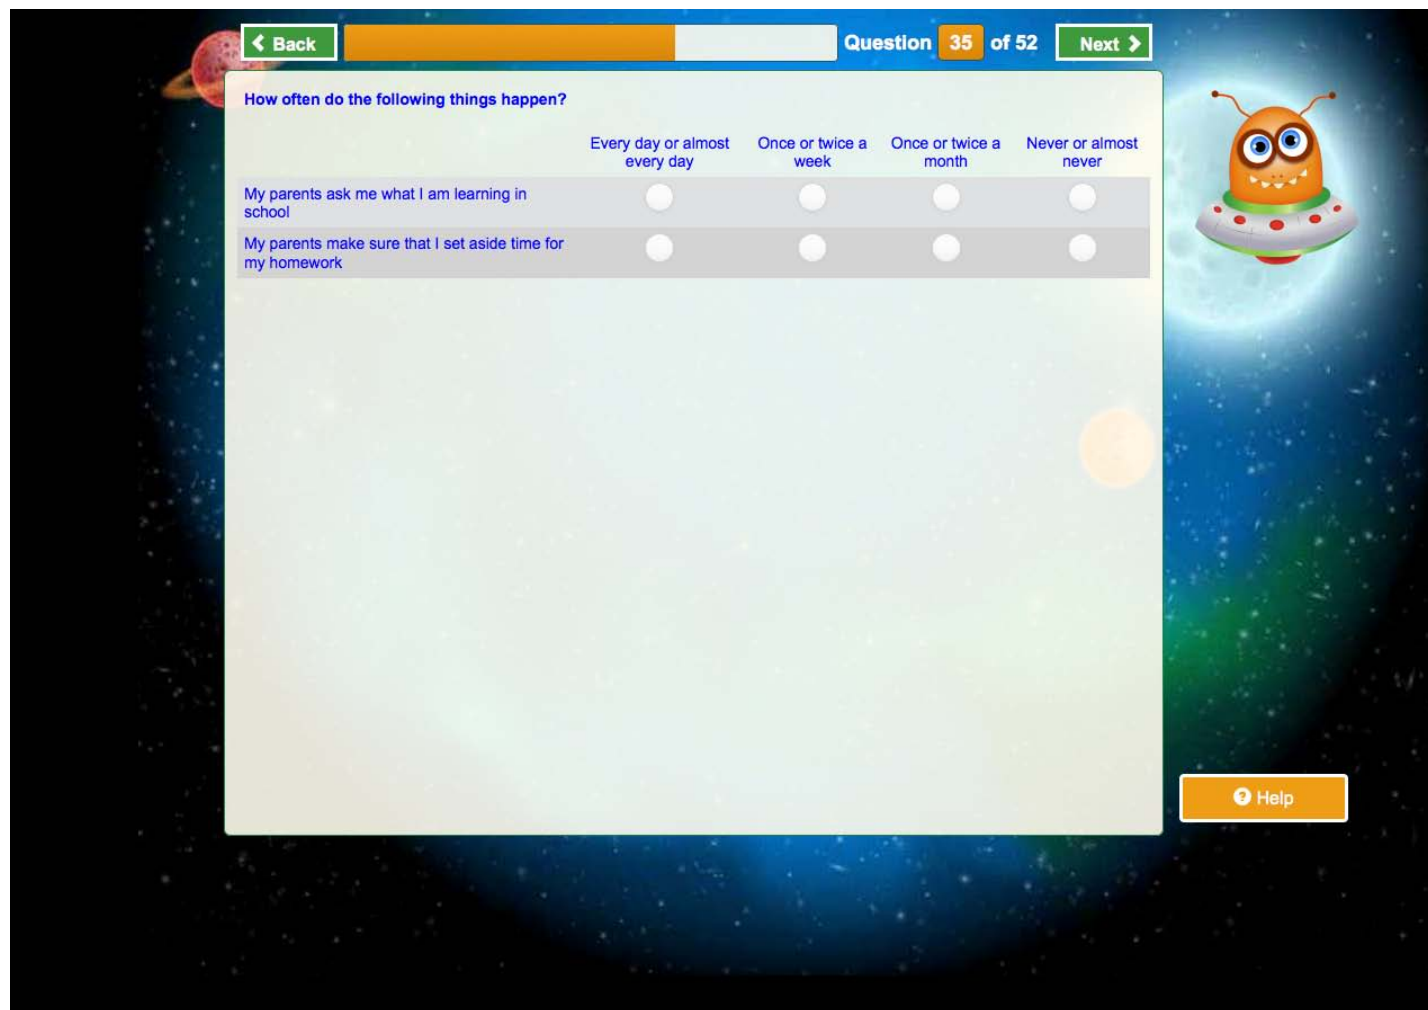 Back
Question 35 of 52
Next
How often do the following things happen?
Every day or almost every day
Once or twice a week
Once or twice a month
Never or almost never
My parents ask me what I am learning in
school
My parents make sure that I set aside time for
my homework
Help